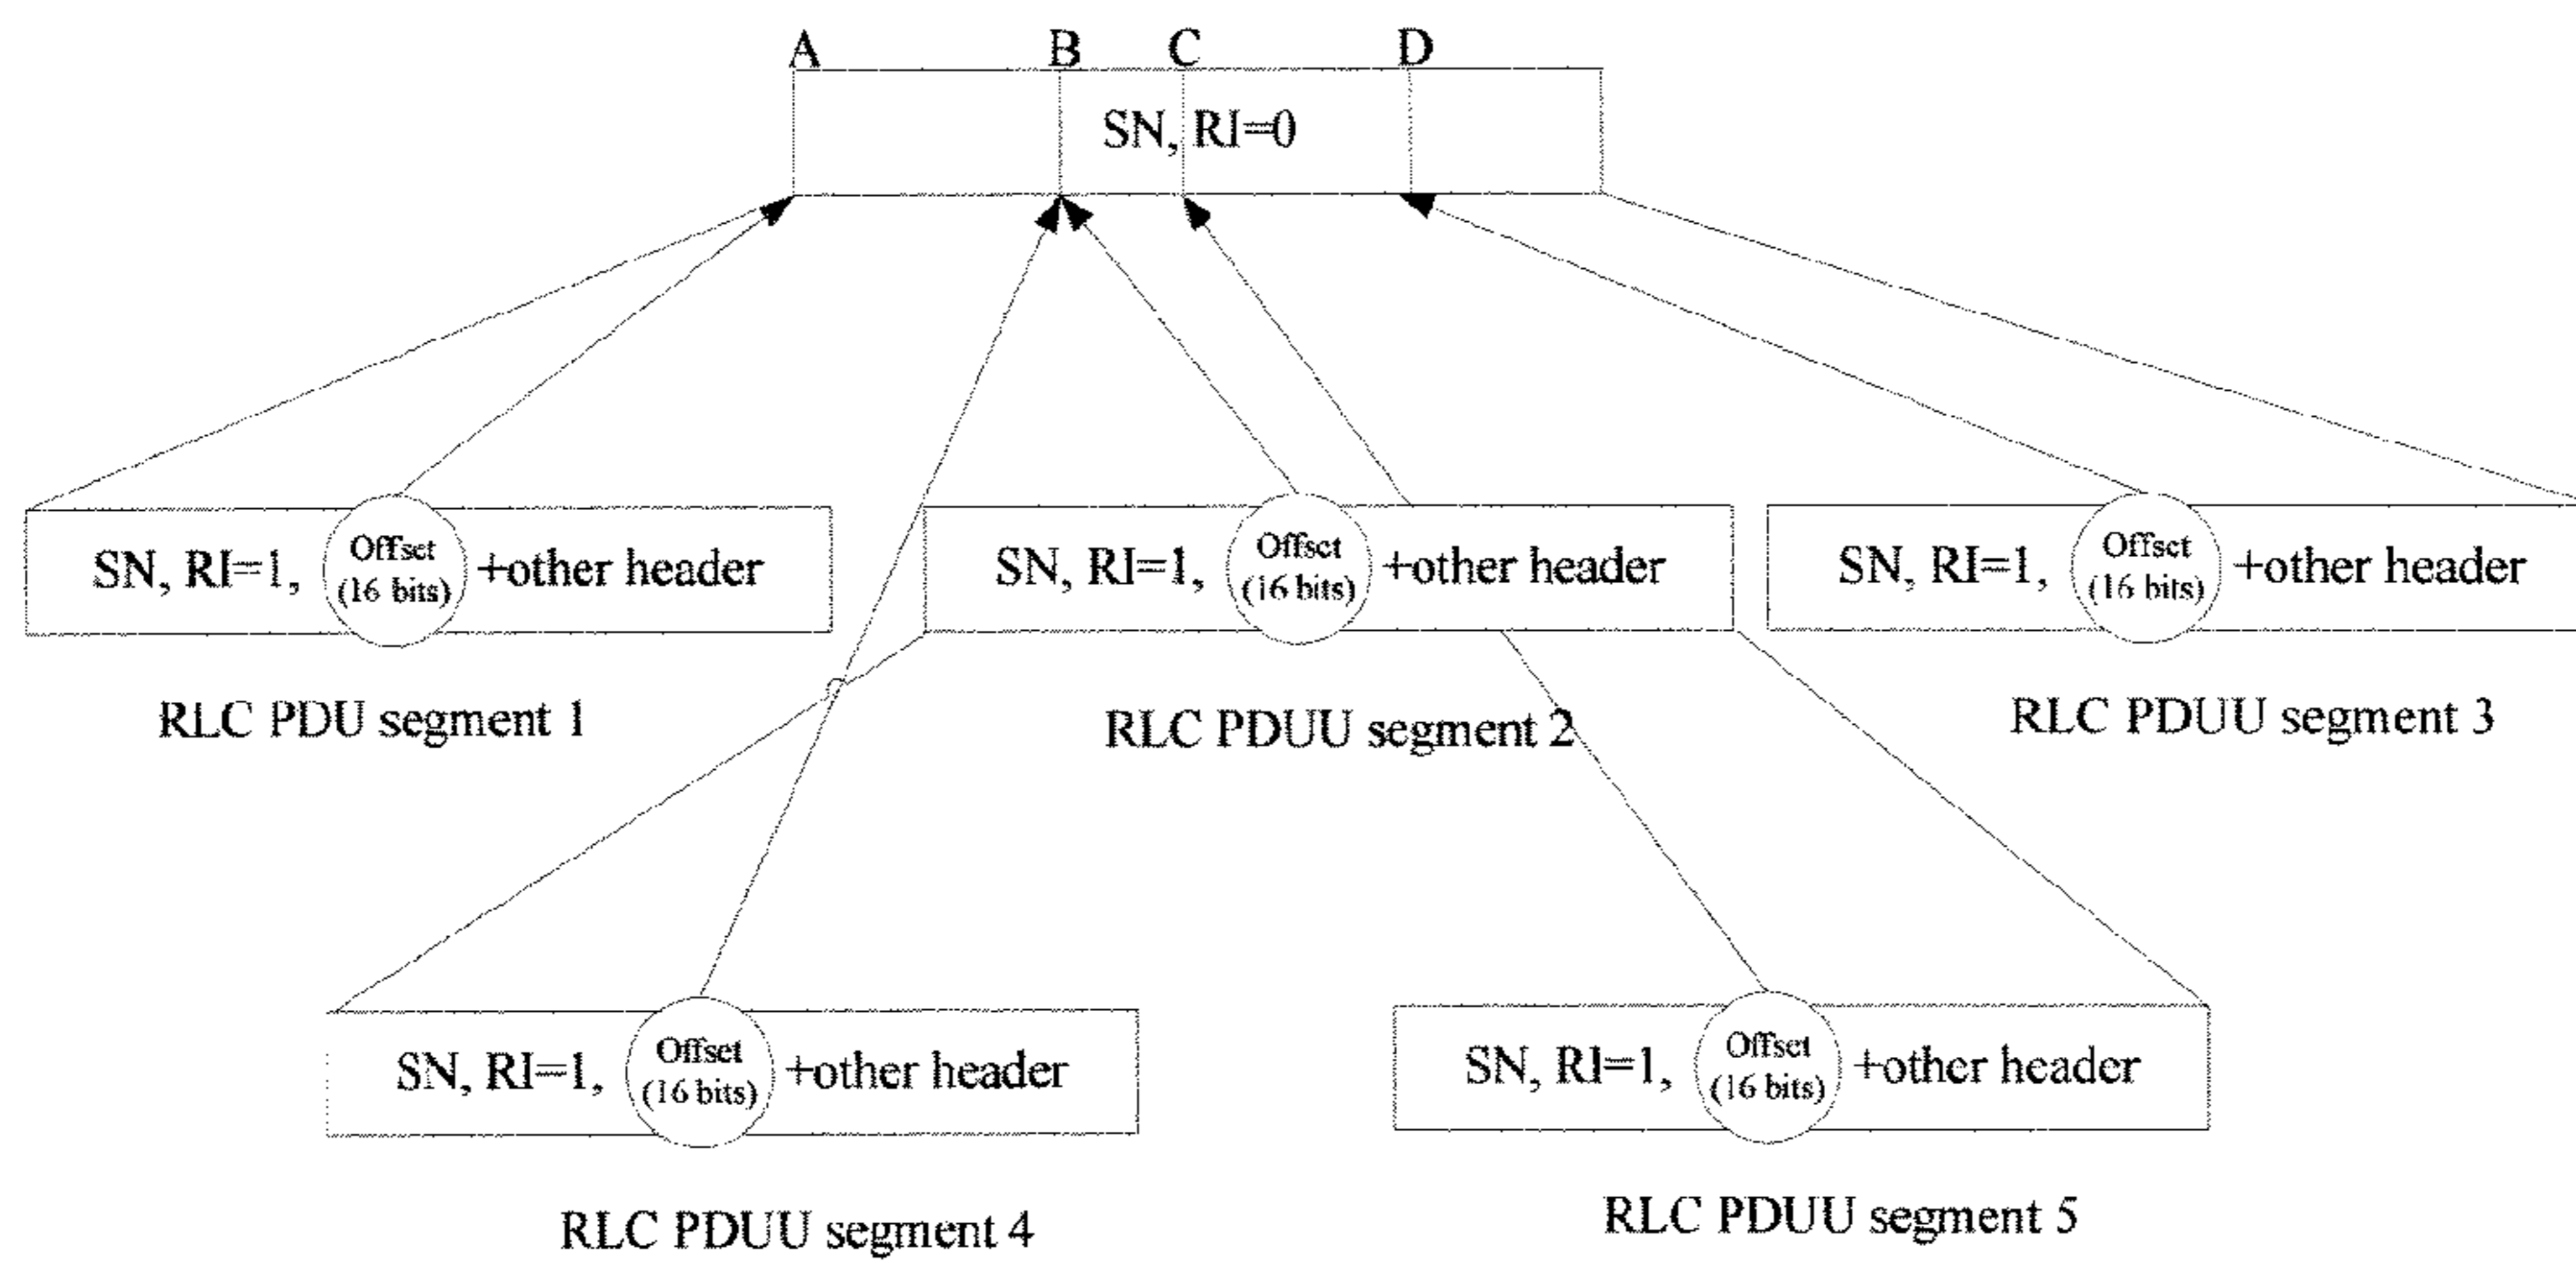 A B C D
SN, RI=0
SN, RI=1, Offset (16 bits) +other header
SN, RI=1, Offset (16 bits) +other header
SN, RI=1, Offset (16 bits) +other header
RLC PDU segment 1
RLC PDUU segment 2
RLC PDUU segment 3
SN, RI=1, Offset (16 bits) +other header
SN, RI=1, Offset (16 bits) +other header
RLC PDUU segment 4
RLC PDUU segment 5